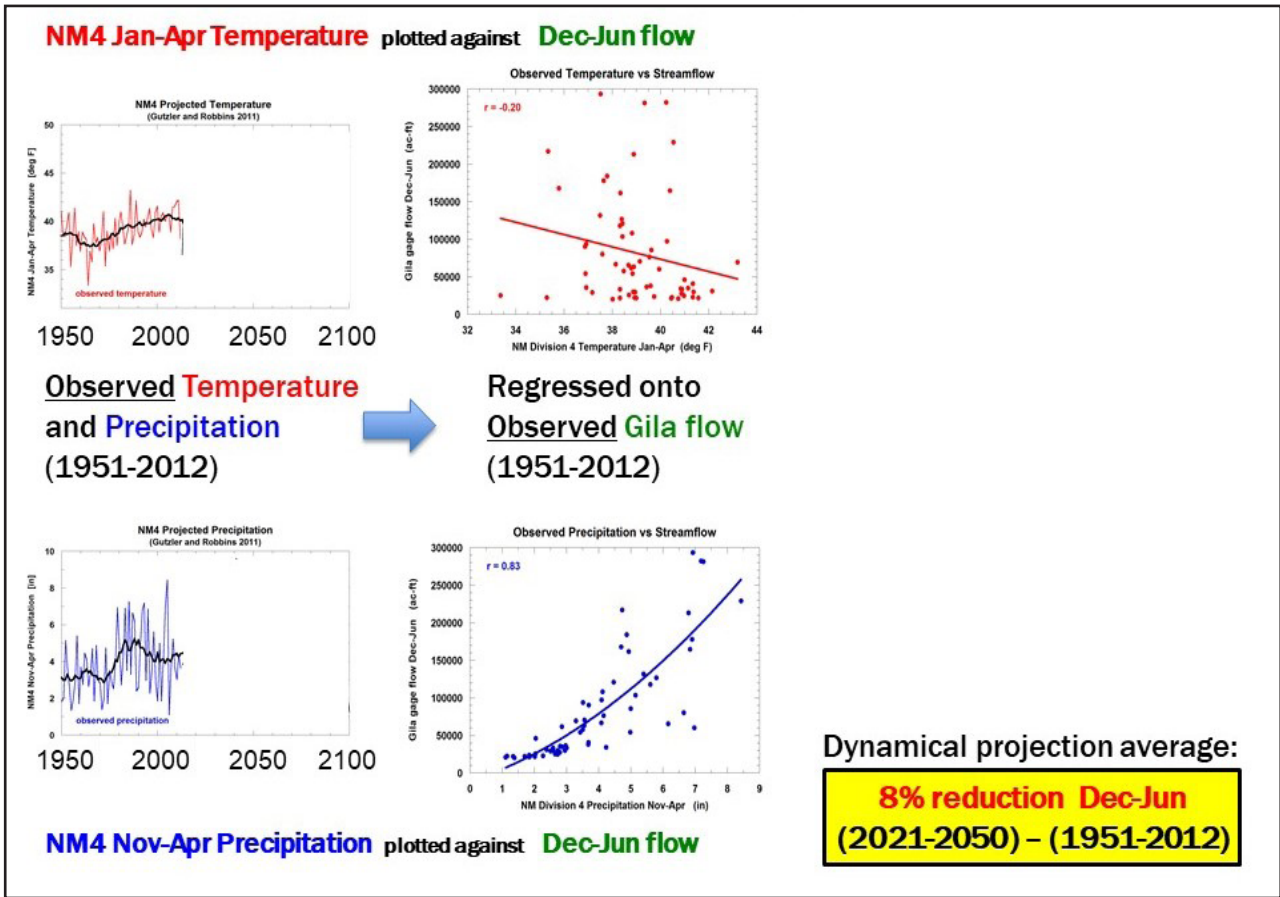 NM4 Jan-Apr Temperature plotted against Dec-Jun flow
NM4 Projected Temperature
(Gutzler and Robbins 2011)
NM4 Jan-Apr Temperature [deg F]
50
45
40
35
observed temperature
1950 2000 2050 2100
Observed Temperature vs Streamflow
r = -0.20
Gila gage flow Dec-Jun (ac-ft)
300000
250000
200000
150000
100000
50000
0
32 34 36 38 40 42 44
NM Division 4 Temperature Jan-Apr (deg F)
Observed Temperature
and Precipitation
(1951-2012)
Regressed onto
Observed Gila flow
(1951-2012)
NM4 Projected Precipitation
(Gutzler and Robbins 2011)
NM4 Nov-Apr Precipitation [in]
10
8
6
4
2
0
observed precipitation
1950 2000 2050 2100
Observed Precipitation vs Streamflow
r = 0.83
Gila gage flow Dec-Jun (ac-ft)
300000
250000
200000
150000
100000
50000
0
0 1 2 3 4 5 6 7 8 9
NM Division 4 Precipitation Nov-Apr (in)
NM4 Nov-Apr Precipitation plotted against Dec-Jun flow
Dynamical projection average:
8% reduction Dec-Jun
(2021-2050) – (1951-2012)